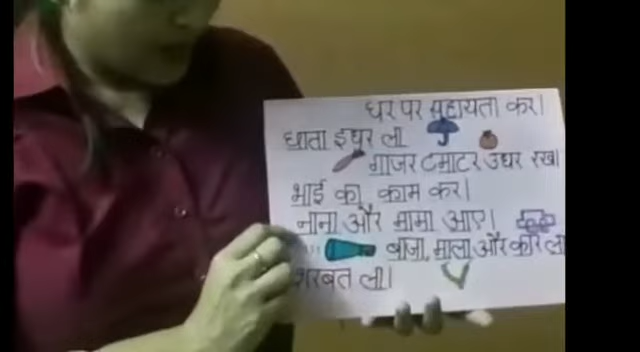 घर पर सहायता कर।
छाता इधर ला
गाजर टमाटर उधर रख।
भाई का काम कर।
नाना और मामा आए।
बाजा, माला और कार ला
शरबत ला।